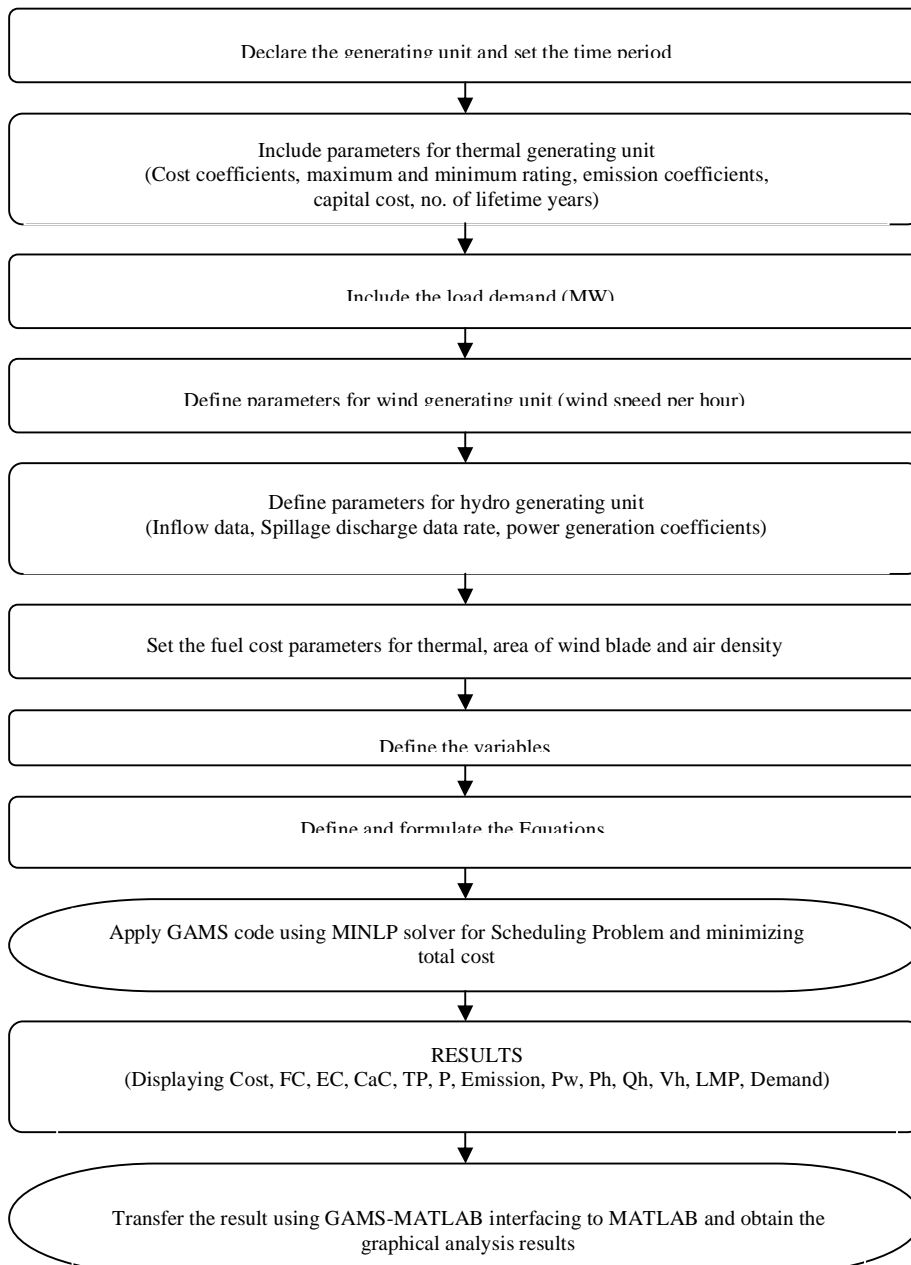 Declare the generating unit and set the time period
Include parameters for thermal generating unit
(Cost coefficients, maximum and minimum rating, emission coefficients,
capital cost, no. of lifetime years)
Include the load demand (MW)
Define parameters for wind generating unit (wind speed per hour)
Define parameters for hydro generating unit
(Inflow data, Spillage discharge data rate, power generation coefficients)
Set the fuel cost parameters for thermal, area of wind blade and air density
Define the variables
Define and formulate the Equations
Apply GAMS code using MINLP solver for Scheduling Problem and minimizing
total cost
RESULTS
(Displaying Cost, FC, EC, CaC, TP, P, Emission, Pw, Ph, Qh, Vh, LMP, Demand)
Transfer the result using GAMS-MATLAB interfacing to MATLAB and obtain the
graphical analysis results